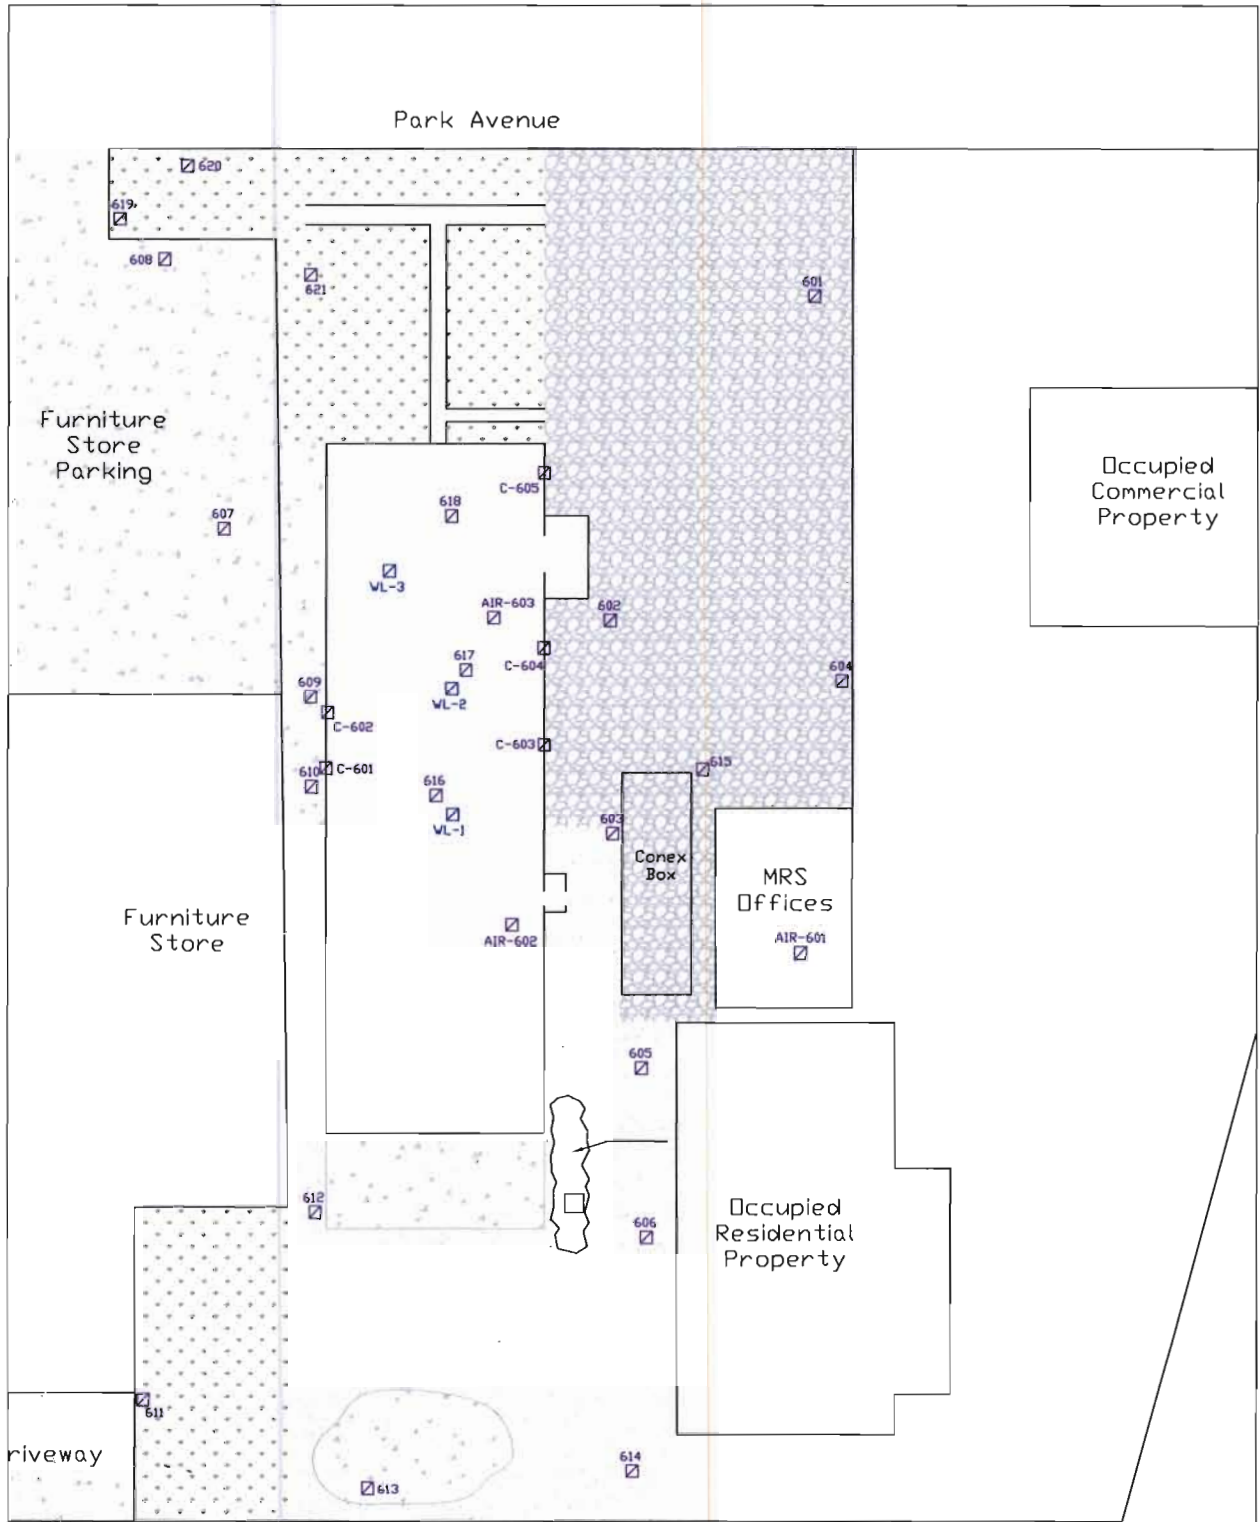 Park Avenue
620
619
608
621
601
Furniture
Store
Parking
Occupied
Commercial
Property
C-605
618
607
WL-3
AIR-603
602
617
C-604
604
609
WL-2
C-602
C-603
615
C-601
610
616
WL-1
603
Conex
Box
MRS
Offices
Furniture
Store
AIR-602
AIR-601
605
612
606
Occupied
Residential
Property
611
riveway
614
613